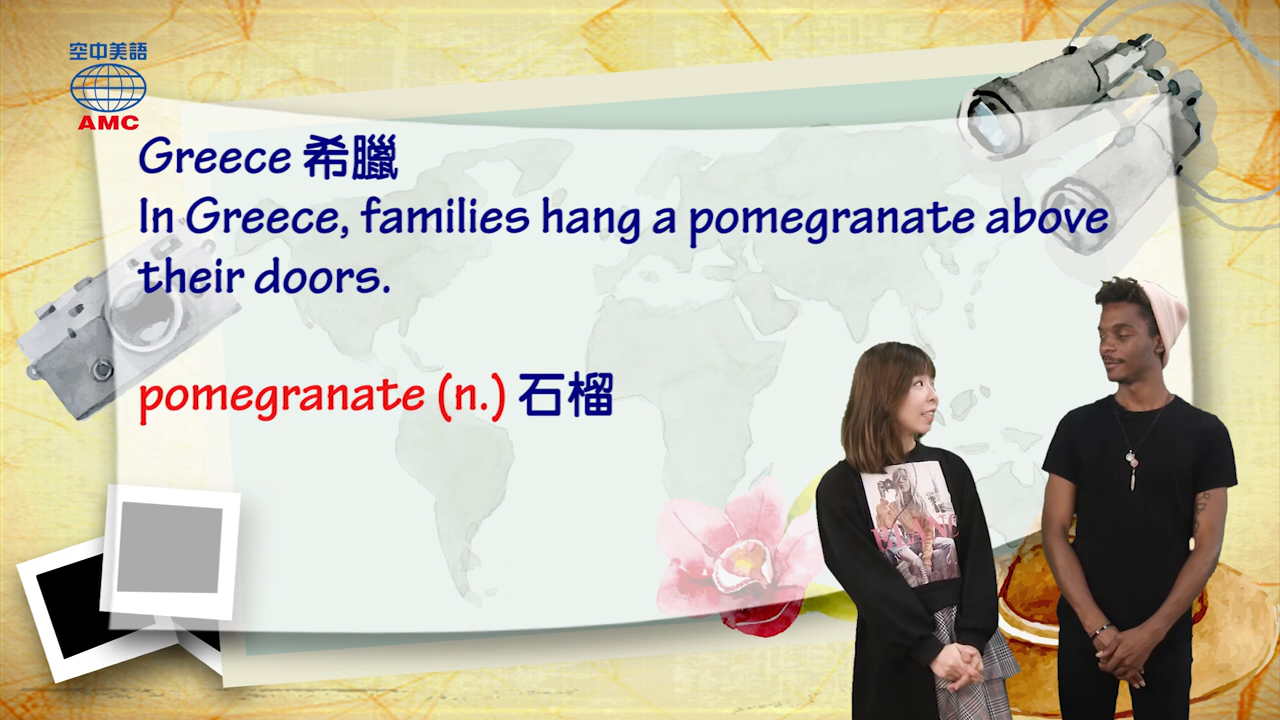 空中美語
AMC
Greece 希臘
In Greece, families hang a pomegranate above
their doors.
pomegranate (n.) 石榴